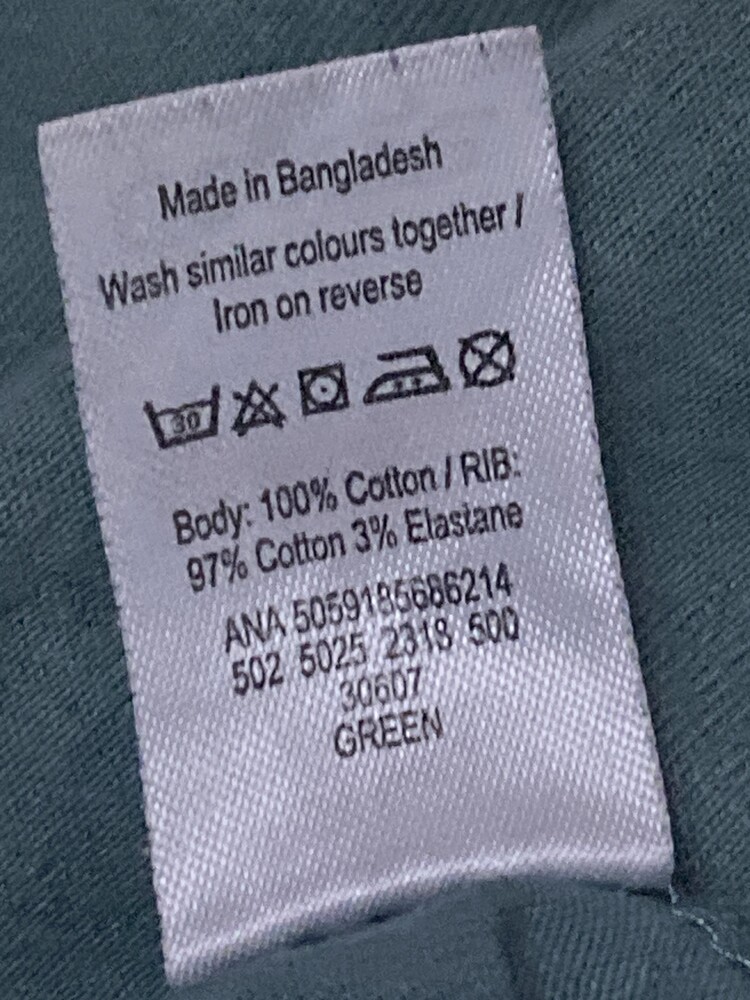 Made in Bangladesh
Wash similar colours together /
Iron on reverse
30
Body: 100% Cotton / RIB:
97% Cotton 3% Elastane
ANA 5059185686214
502 5025 2318 500
30607
GREEN